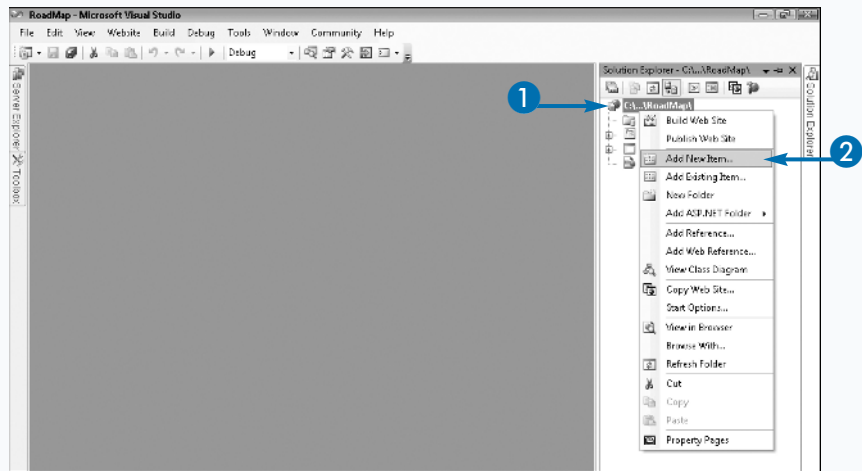 RoadMap - Microsoft Visual Studio
File Edit View Website Build Debug Tools Window Community Help
Debug
Server Explorer
Toolbox
Solution Explorer - C:\...\RoadMap\
Solution Explorer
1
C:\...\RoadMap\
Build Web Site
Publish Web Site
Add New Item...
2
Add Existing Item...
New Folder
Add ASP.NET Folder
Add Reference...
Add Web Reference...
View Class Diagram
Copy Web Site...
Start Options...
View in Browser
Browse With...
Refresh Folder
Cut
Copy
Paste
Property Pages